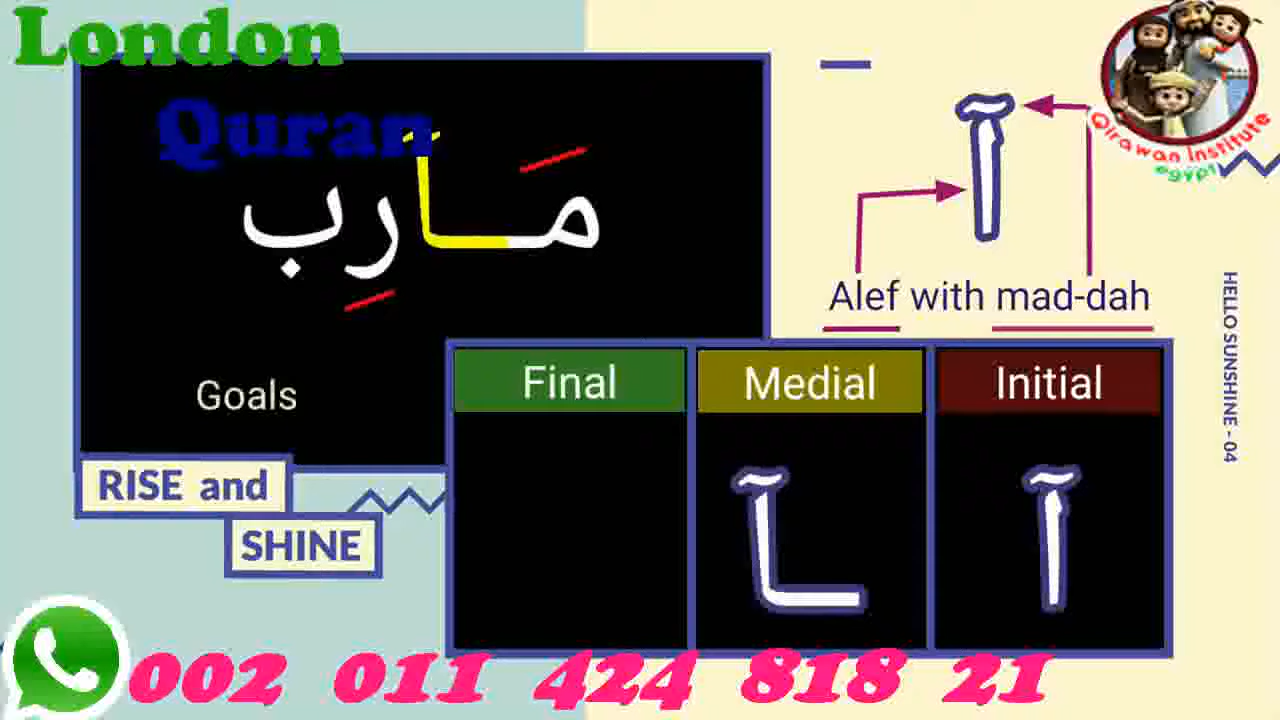 London
Quran
مَـآرِب
Goals
RISE and
SHINE
آ
Alef with mad-dah
Qirawan Institute
egypt
HELLO SUNSHINE - 04
Final Medial Initial
ـآ آ
002 011 424 818 21